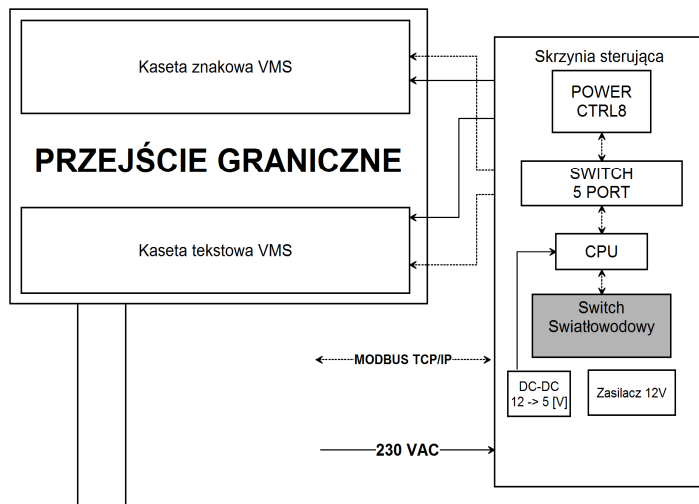 Kaseta znakowa VMS
PRZEJŚCIE GRANICZNE
Kaseta tekstowa VMS
Skrzynia sterująca
POWER
CTRL8
SWITCH
5 PORT
CPU
Switch
Swiatłowodowy
DC-DC
12 -> 5 [V]
Zasilacz 12V
MODBUS TCP/IP
230 VAC